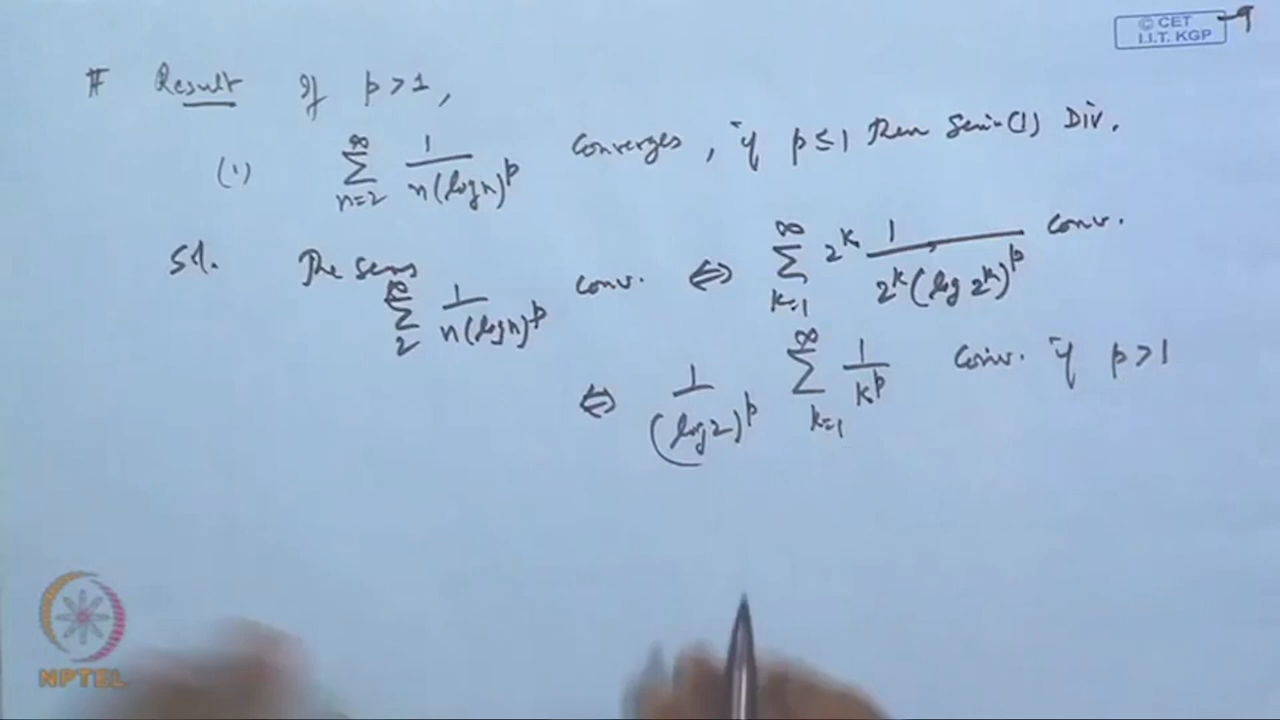 © CET
I.I.T. KGP
# Result If p>1,
(1) ∞ ∑ n=2 1/n(log n)^p Converges, if p≤1 then Series (1) Div.
Sol. The series
∞ ∑ 2 1/n(log n)^p conv. ⇔ ∞ ∑ k=1 2^k 1/2^k(log 2^k)^p conv.
⇔ 1/(log 2)^p ∞ ∑ k=1 1/k^p Conv. if p>1
NPTEL